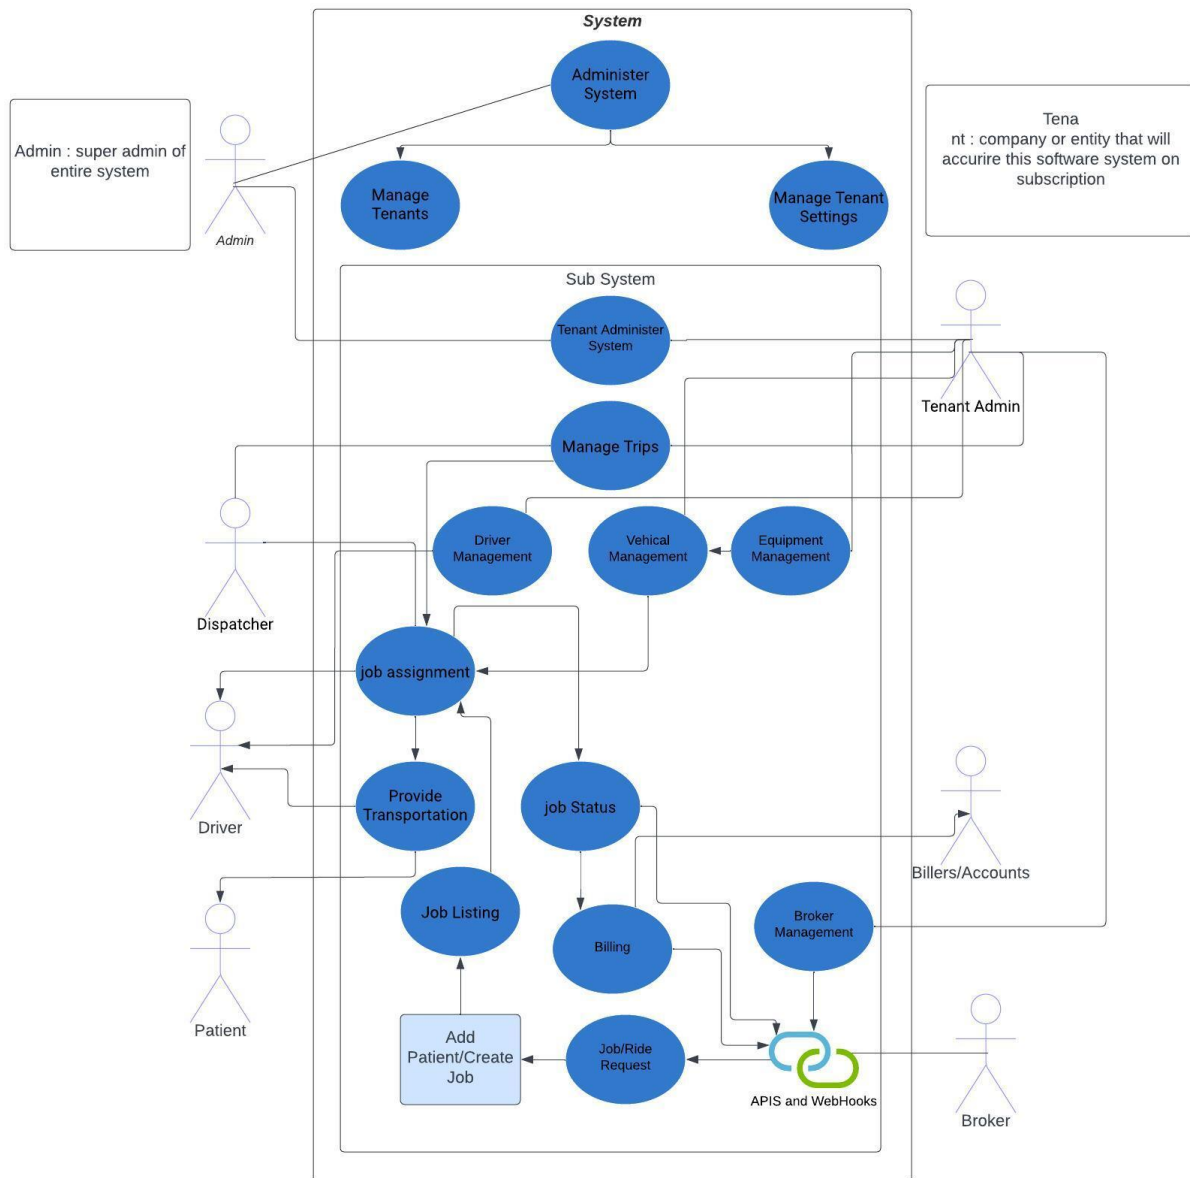 System
Administer
System
Admin : super admin of
entire system
Tena
nt : company or entity that will
accurire this software system on
subscription
Manage
Tenants
Manage Tenant
Settings
Admin
Sub System
Tenant Administer
System
Tenant Admin
Manage Trips
Driver
Management
Vehical
Management
Equipment
Management
Dispatcher
job assignment
Provide
Transportation
job Status
Driver
Billers/Accounts
Job Listing
Billing
Broker
Management
Patient
Add
Patient/Create
Job
Job/Ride
Request
APIS and WebHooks
Broker